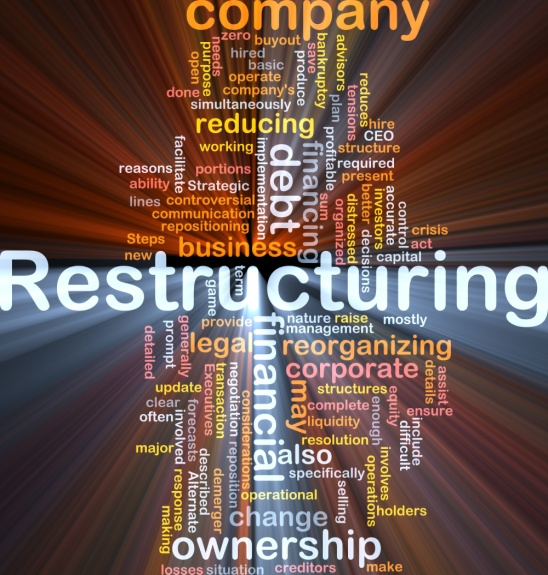 company
zero
buyout
needs
purpose
open
hired
basic
save
bankruptcy
advisors
produce
operate
company's
done
simultaneously
plan
tensions
reduces
reducing
hire
CEO
working
structure
facilitate
implementation
debt
financing
profitable
required
reasons
portions
present
ability
Strategic
sum
lines
controversial
organized
distressed
better
investors
accurate
control
communication
repositioning
decisions
crisis
Steps
act
new
business
capital
Restructuring
term
game
provide
nature
raise
mostly
management
generally
prompt
detailed
legal
financial
reorganizing
corporate
details
assist
update
Executives
transaction
negotiation
considerations
may
structures
equity
ensure
clear
complete
often
involved
forecasts
liquidity
enough
difficult
include
resolution
major
also
described
reposition
specifically
involves
operations
response
Alternate
demerger
operational
selling
holders
making
change
ownership
losses
situation
creditors
make